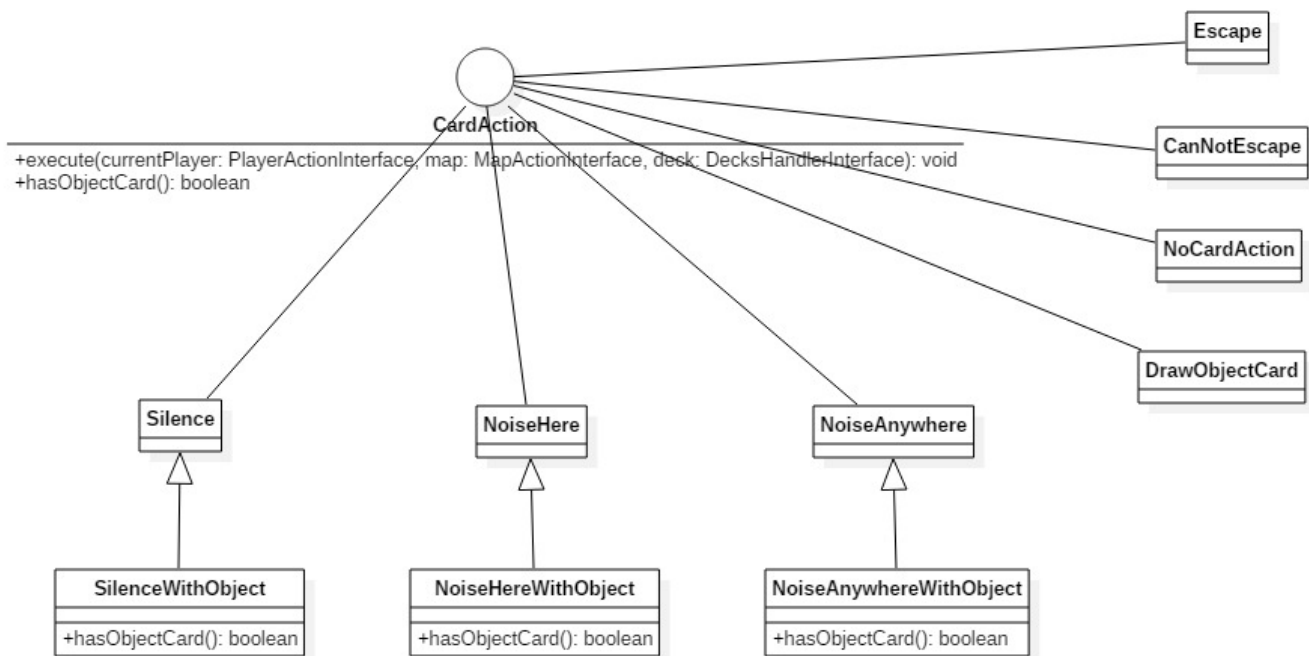 Escape
CardAction
CanNotEscape
+execute(currentPlayer: PlayerActionInterface, map: MapActionInterface, deck: DecksHandlerInterface): void
+hasObjectCard(): boolean
NoCardAction
DrawObjectCard
Silence
NoiseHere
NoiseAnywhere
SilenceWithObject
+hasObjectCard(): boolean
NoiseHereWithObject
+hasObjectCard(): boolean
NoiseAnywhereWithObject
+hasObjectCard(): boolean